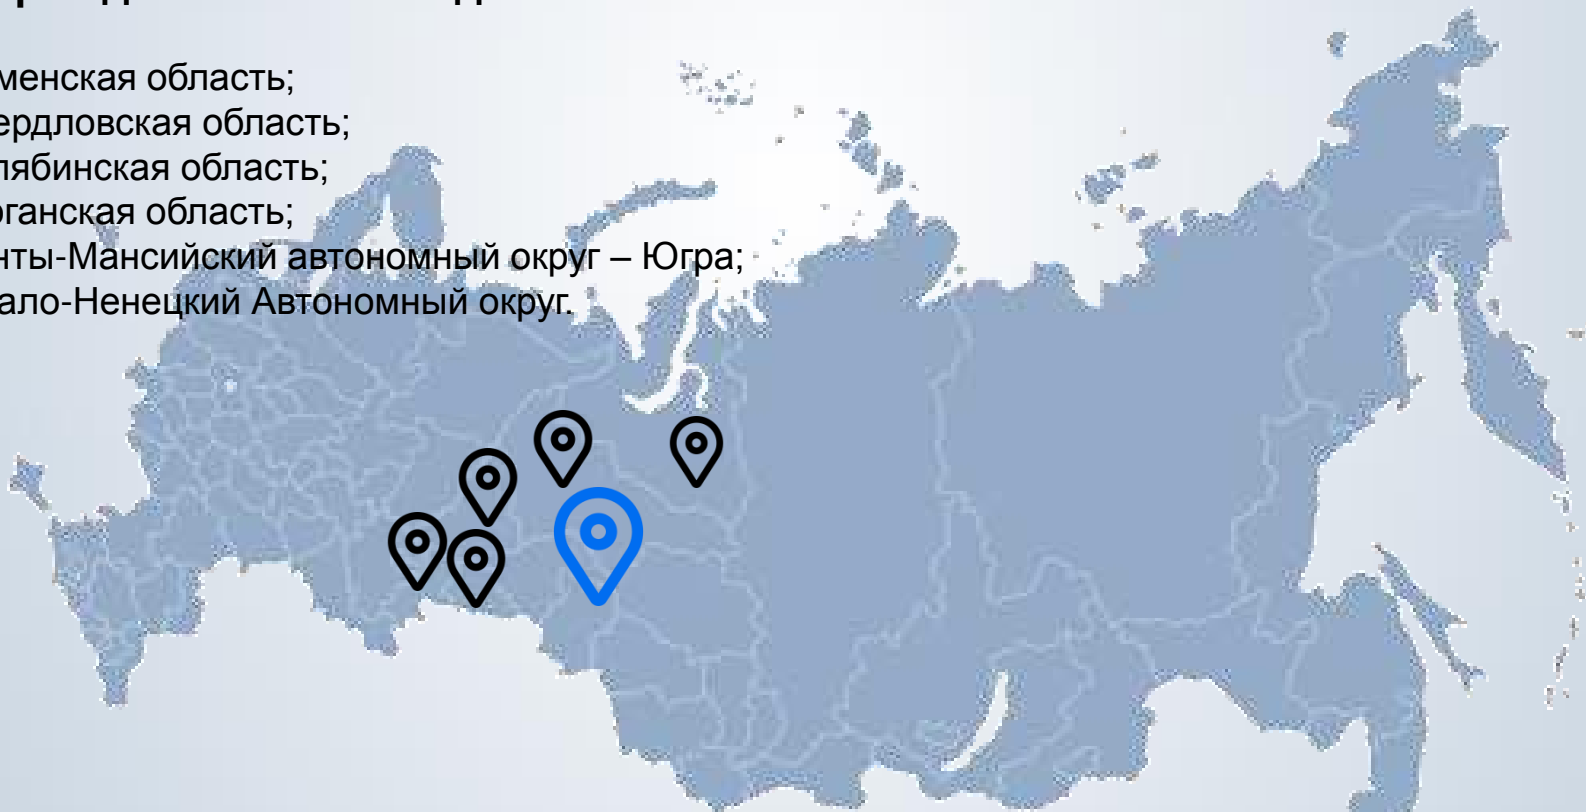 менская область;
ердловская область;
лябинская область;
рганская область;
нты-Мансийский автономный округ – Югра;
ало-Ненецкий Автономный округ.